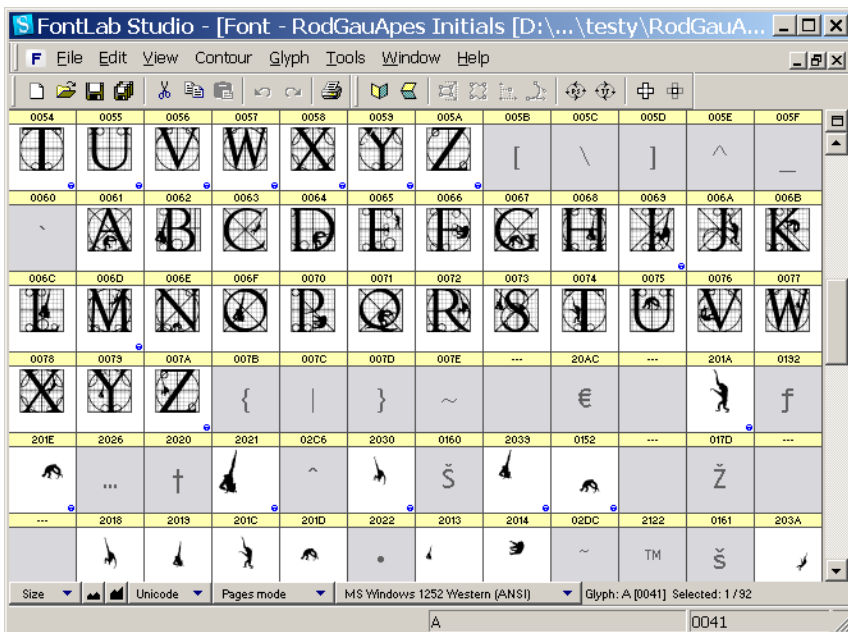 FontLab Studio - [Font - RodGauApes Initials [D:\...\testy\RodGauA...
File Edit View Contour Glyph Tools Window Help
0054 0055 0056 0057 0058 0059 005A 005B 005C 005D 005E 005F
T U V W X Y Z [ \ ] ^ _
0060 0061 0062 0063 0064 0065 0066 0067 0068 0069 006A 006B
` A B C D E F G H I J K
006C 006D 006E 006F 0070 0071 0072 0073 0074 0075 0076 0077
L M N O P Q R S T U V W
0078 0079 007A 007B 007C 007D 007E --- 20AC --- 201A 0192
X Y Z { | } ~ € ƒ
201E 2026 2020 2021 02C6 2030 0160 2039 0152 --- 017D ---
… † ˆ Š Ž
--- 2018 2019 201C 201D 2022 2013 2014 02DC 2122 0161 203A
• ~ ™ š
Size Unicode Pages mode MS Windows 1252 Western (ANSI) Glyph: A [0041] Selected: 1 / 92
A 0041